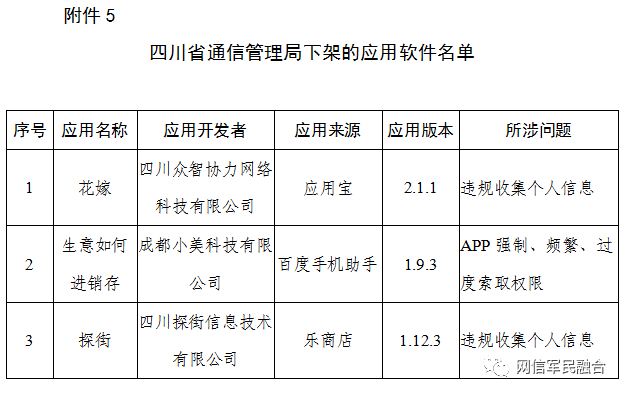 附件 5
四川省通信管理局下架的应用软件名单
序号 应用名称 应用开发者 应用来源 应用版本 所涉问题
1 花嫁 四川众智协力网络科技有限公司 应用宝 2.1.1 违规收集个人信息
2 生意如何进销存 成都小美科技有限公司 百度手机助手 1.9.3 APP 强制、频繁、过度索取权限
3 探街 四川探街信息技术有限公司 乐商店 1.12.3 违规收集个人信息
网信军民融合